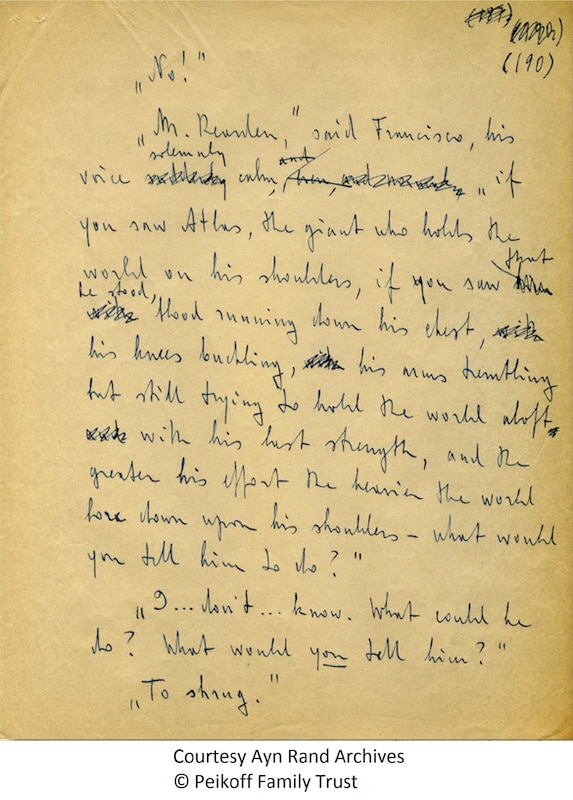 (190)
„No!"
„Mr. Rearden," said Francisco, his
solemnly and
voice calm, „if
you saw Atlas, the giant who holds the
world on his shoulders, if you saw that
he stood,
blood running down his chest,
his knees buckling, his arms trembling
but still trying to hold the world aloft
with his last strength, and the
greater his effort the heavier the world
bore down upon his shoulders – what would
you tell him to do?"
„I...don't...know. What could he
do? What would you tell him?"
„To shrug."
Courtesy Ayn Rand Archives
© Peikoff Family Trust